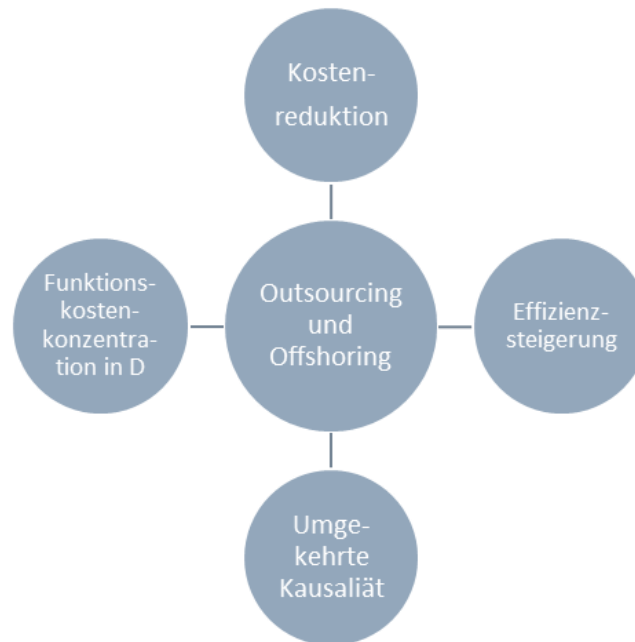 Kosten-
reduktion
Funktions-
kosten-
konzentra-
tion in D
Outsourcing
und
Offshoring
Effizienz-
steigerung
Umge-
kehrte
Kausaliät